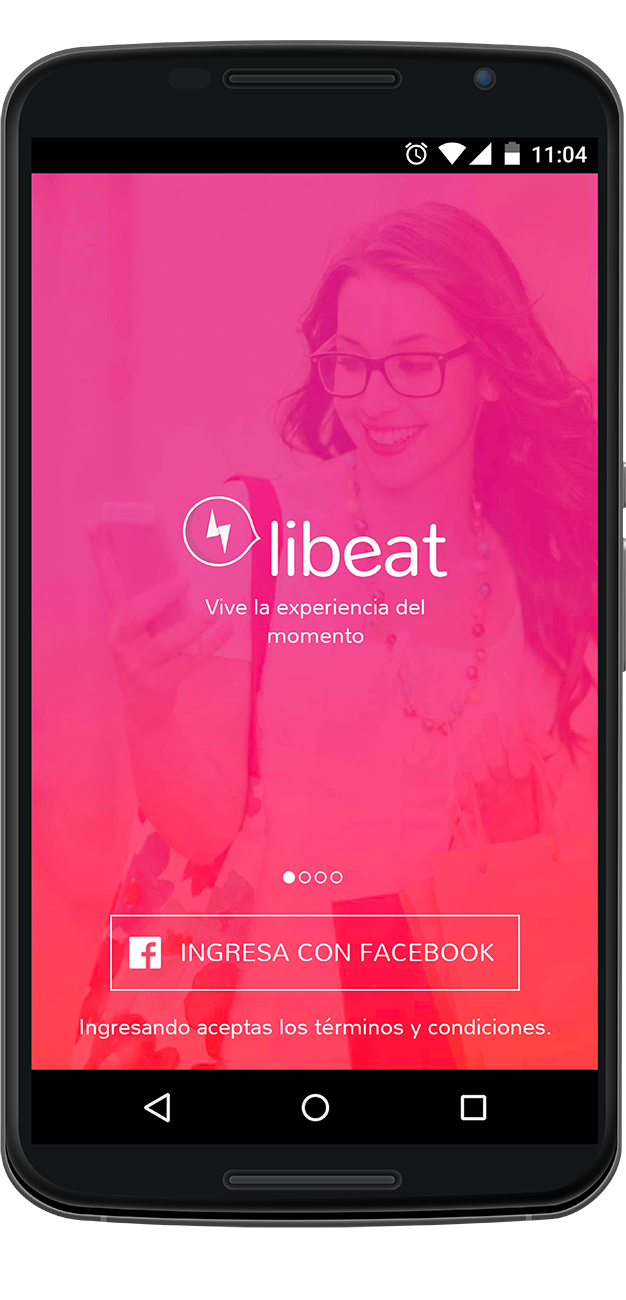 11:04
libeat
Vive la experiencia del
momento
INGRESA CON FACEBOOK
Ingresando aceptas los términos y condiciones.